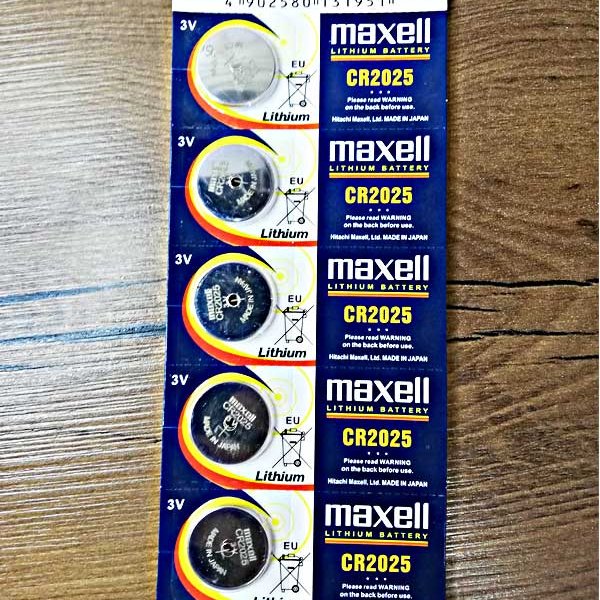 4 902580 131951
3V
maxell
LITHIUM BATTERY
CR2025
Please read WARNING
on the back before use.
Hitachi Maxell, Ltd. MADE IN JAPAN
EU
Lithium
3V
maxell
LITHIUM BATTERY
CR2025
Please read WARNING
on the back before use.
Hitachi Maxell, Ltd. MADE IN JAPAN
EU
Lithium
3V
maxell
LITHIUM BATTERY
CR2025
Please read WARNING
on the back before use.
Hitachi Maxell, Ltd. MADE IN JAPAN
maxell
CR2025
MADE IN JAPAN
EU
Lithium
3V
maxell
LITHIUM BATTERY
CR2025
Please read WARNING
on the back before use.
Hitachi Maxell, Ltd. MADE IN JAPAN
maxell
CR2025
MADE IN JAPAN
EU
Lithium
3V
maxell
LITHIUM BATTERY
CR2025
Please read WARNING
on the back before use.
maxell
CR2025
MADE IN JAPAN
EU
Lithium